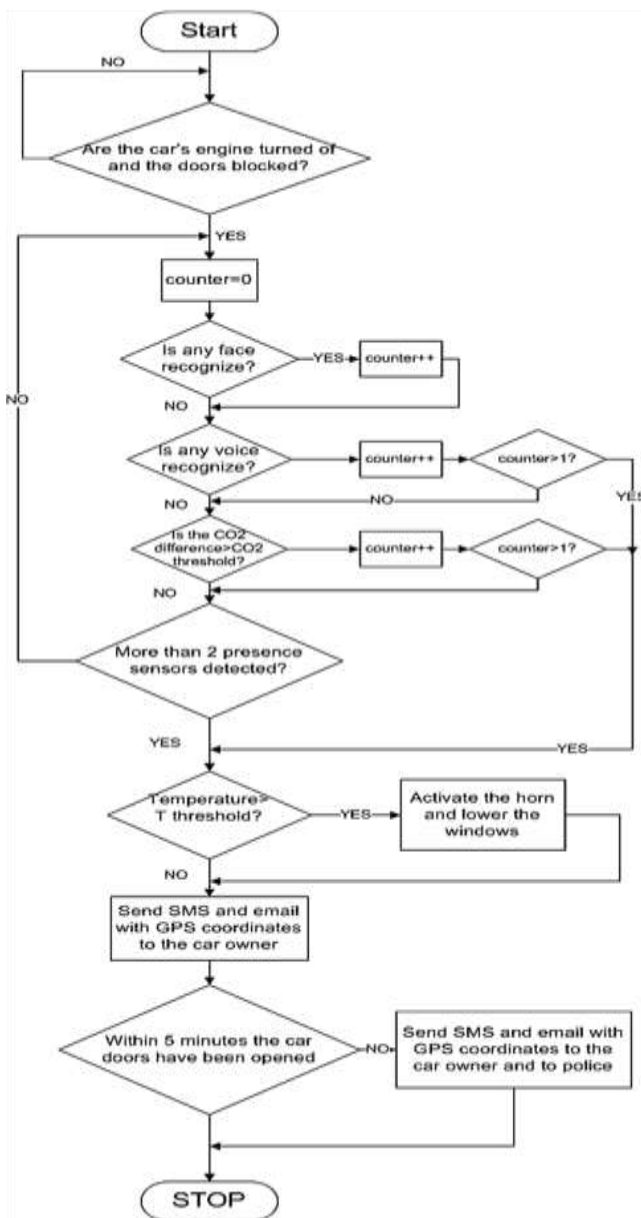 Start
NO
Are the car's engine turned of
and the doors blocked?
YES
counter=0
Is any face
recognize?
YES
counter++
NO
NO
Is any voice
recognize?
counter++
counter>1?
YES
NO
NO
Is the CO2
difference>CO2
threshold?
counter++
counter>1?
NO
More than 2 presence
sensors detected?
YES
YES
Temperature>
T threshold?
YES
Activate the horn
and lower the
windows
NO
Send SMS and email
with GPS coordinates
to the car owner
Within 5 minutes the car
doors have been opened
NO
Send SMS and email with
GPS coordinates to the
car owner and to police
STOP